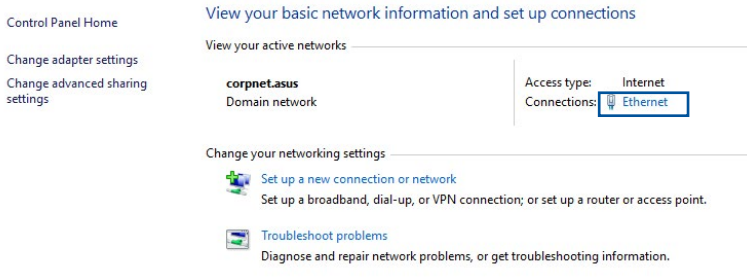 Control Panel Home
Change adapter settings
Change advanced sharing
settings
View your basic network information and set up connections
View your active networks
corpnet.asus
Domain network
Access type: Internet
Connections: Ethernet
Change your networking settings
Set up a new connection or network
Set up a broadband, dial-up, or VPN connection; or set up a router or access point.
Troubleshoot problems
Diagnose and repair network problems, or get troubleshooting information.